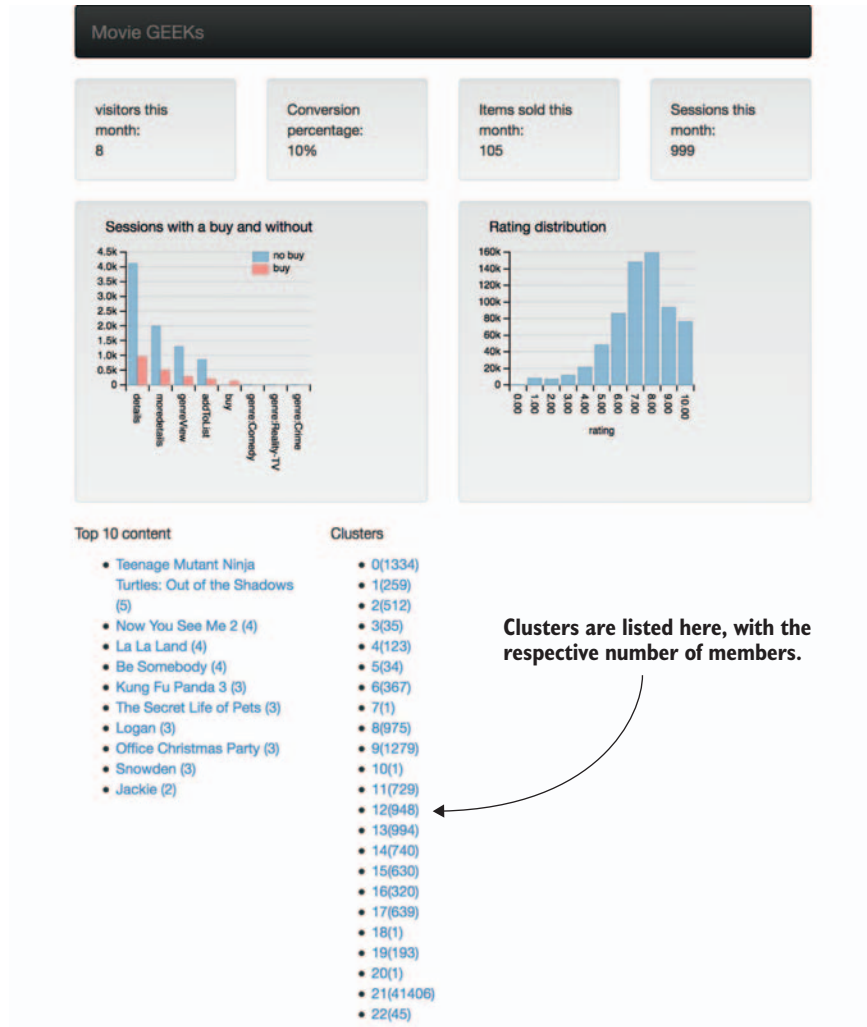 Movie GEEKs
visitors this
month:
8
Conversion
percentage:
10%
Items sold this
month:
105
Sessions this
month:
999
Sessions with a buy and without
4.5k
4.0k
3.5k
3.0k
2.5k
2.0k
1.5k
1.0k
0.5k
0
no buy
buy
details
moredetails
genreView
addToList
buy
genre:Comedy
genre:Reality-TV
genre:Crime
Rating distribution
160k
140k
120k
100k
80k
60k
40k
20k
0
0.00
1.00
2.00
3.00
4.00
5.00
6.00
7.00
8.00
9.00
10.00
rating
Top 10 content
Teenage Mutant Ninja
Turtles: Out of the Shadows
(5)
Now You See Me 2 (4)
La La Land (4)
Be Somebody (4)
Kung Fu Panda 3 (3)
The Secret Life of Pets (3)
Logan (3)
Office Christmas Party (3)
Snowden (3)
Jackie (2)
Clusters
0(1334)
1(259)
2(512)
3(35)
4(123)
5(34)
6(367)
7(1)
8(975)
9(1279)
10(1)
11(729)
12(948)
13(994)
14(740)
15(630)
16(320)
17(639)
18(1)
19(193)
20(1)
21(41406)
22(45)
Clusters are listed here, with the
respective number of members.